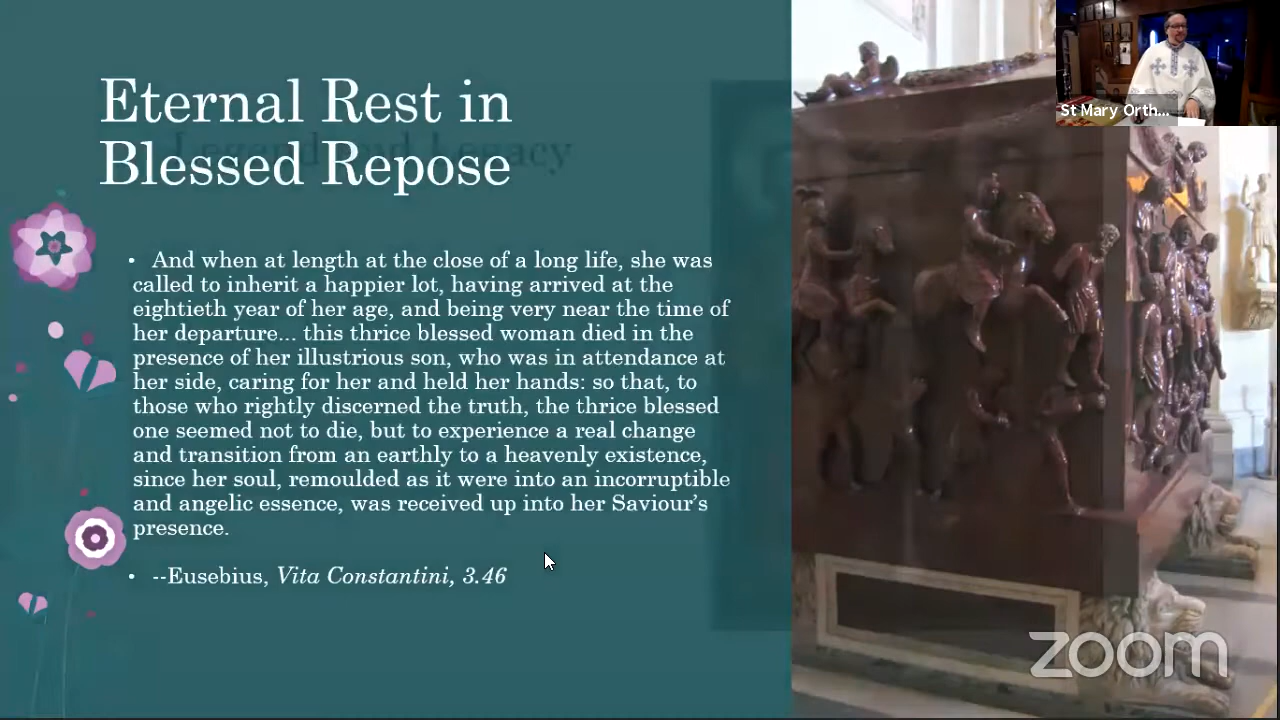 Eternal Rest in
Blessed Repose
Legend and Legacy
• And when at length at the close of a long life, she was
called to inherit a happier lot, having arrived at the
eightieth year of her age, and being very near the time of
her departure... this thrice blessed woman died in the
presence of her illustrious son, who was in attendance at
her side, caring for her and held her hands: so that, to
those who rightly discerned the truth, the thrice blessed
one seemed not to die, but to experience a real change
and transition from an earthly to a heavenly existence,
since her soul, remoulded as it were into an incorruptible
and angelic essence, was received up into her Saviour's
presence.
• --Eusebius, Vita Constantini, 3.46
St Mary Orth...
zoom